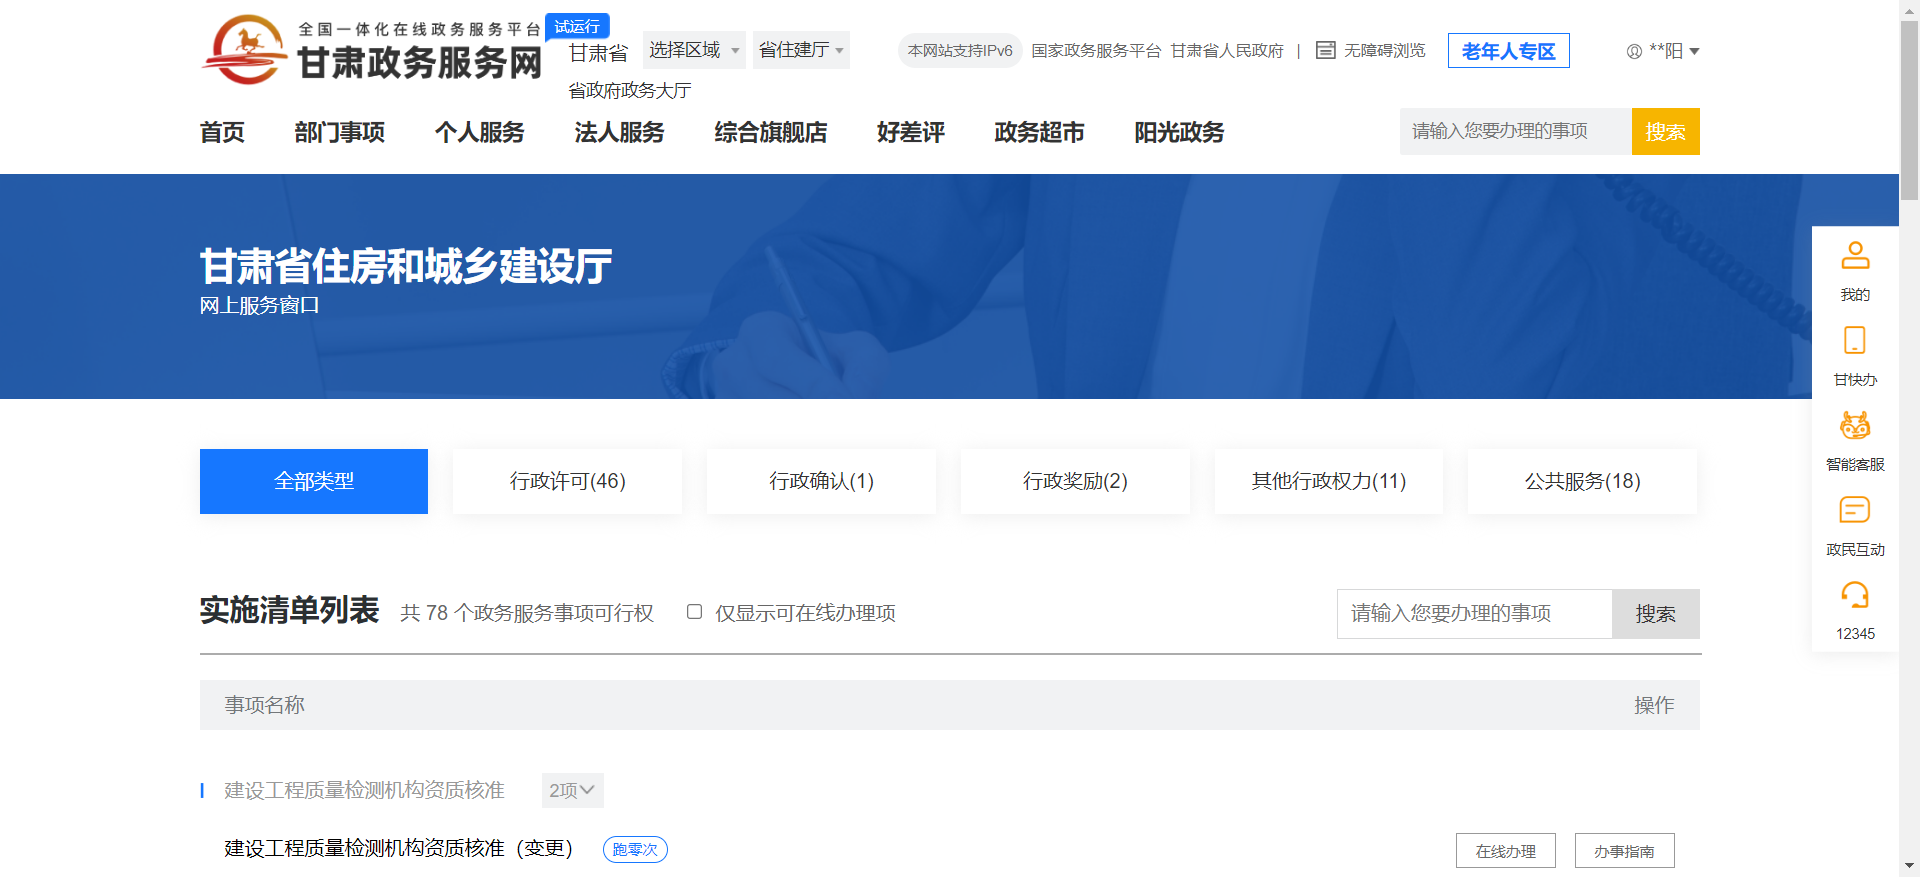 全国一体化在线政务服务平台
甘肃政务服务网
试运行
甘肃省
选择区域
省住建厅
省政府政务大厅
本网站支持IPv6
国家政务服务平台
甘肃省人民政府
|
无障碍浏览
老年人专区
**阳
首页
部门事项
个人服务
法人服务
综合旗舰店
好差评
政务超市
阳光政务
请输入您要办理的事项
搜索
甘肃省住房和城乡建设厅
网上服务窗口
我的
甘快办
智能客服
政民互动
12345
全部类型
行政许可(46)
行政确认(1)
行政奖励(2)
其他行政权力(11)
公共服务(18)
实施清单列表
共 78 个政务服务事项可行权
仅显示可在线办理项
请输入您要办理的事项
搜索
事项名称
操作
建设工程质量检测机构资质核准
2项
建设工程质量检测机构资质核准（变更）
跑零次
在线办理
办事指南